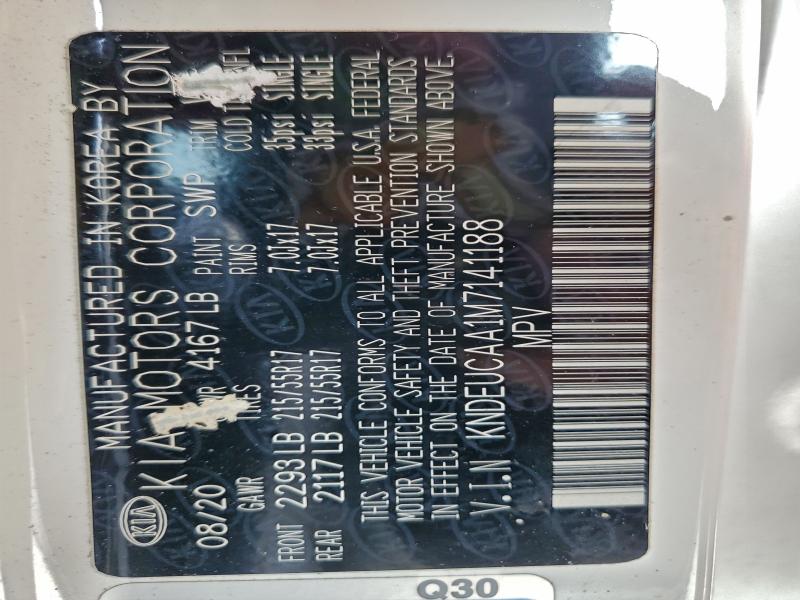 MANUFACTURED IN KOREA BY
KIA MOTORS CORPORATION
KIA
08/20 WR 4167 LB PAINT SWP TRIM
GAWR TIRES RIMS COLD
FRONT 2293 LB 215/55R17 7.0Jx17 35psi SINGLE
REAR 2117 LB 215/55R17 7.0Jx17 33psi SINGLE
THIS VEHICLE CONFORMS TO ALL APPLICABLE U.S.A. FEDERAL
MOTOR VEHICLE SAFETY AND THEFT PREVENTION STANDARDS
IN EFFECT ON THE DATE OF MANUFACTURE SHOWN ABOVE.
V.I.N KNDEUCAA1M7141188
MPV
Q30